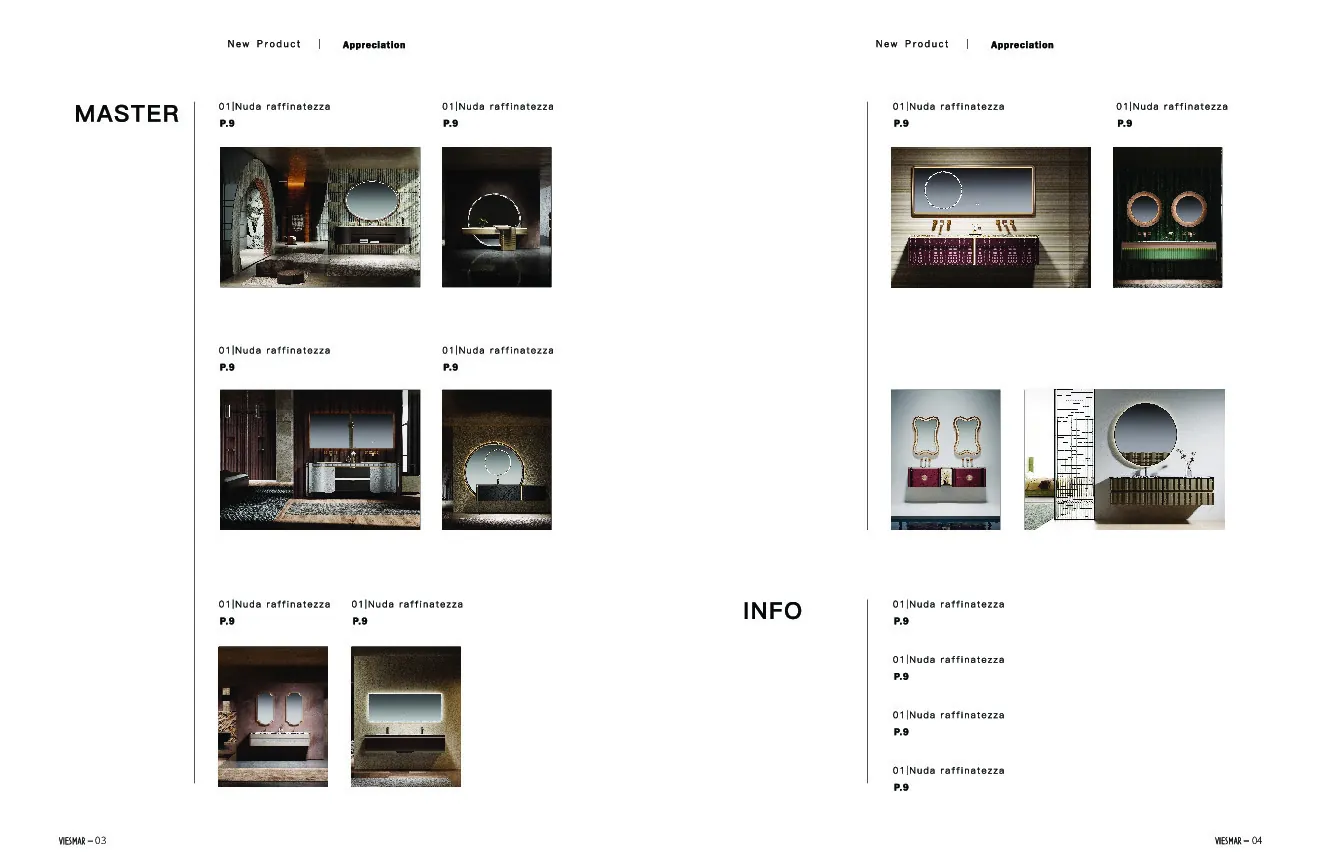 New Product | Appreciation
MASTER
01|Nuda raffinatezza
P.9
01|Nuda raffinatezza
P.9
01|Nuda raffinatezza
P.9
01|Nuda raffinatezza
P.9
01|Nuda raffinatezza
P.9
01|Nuda raffinatezza
P.9
VIESMAR — 03
New Product | Appreciation
01|Nuda raffinatezza
P.9
01|Nuda raffinatezza
P.9
INFO
01|Nuda raffinatezza
P.9
01|Nuda raffinatezza
P.9
01|Nuda raffinatezza
P.9
01|Nuda raffinatezza
P.9
VIESMAR — 04